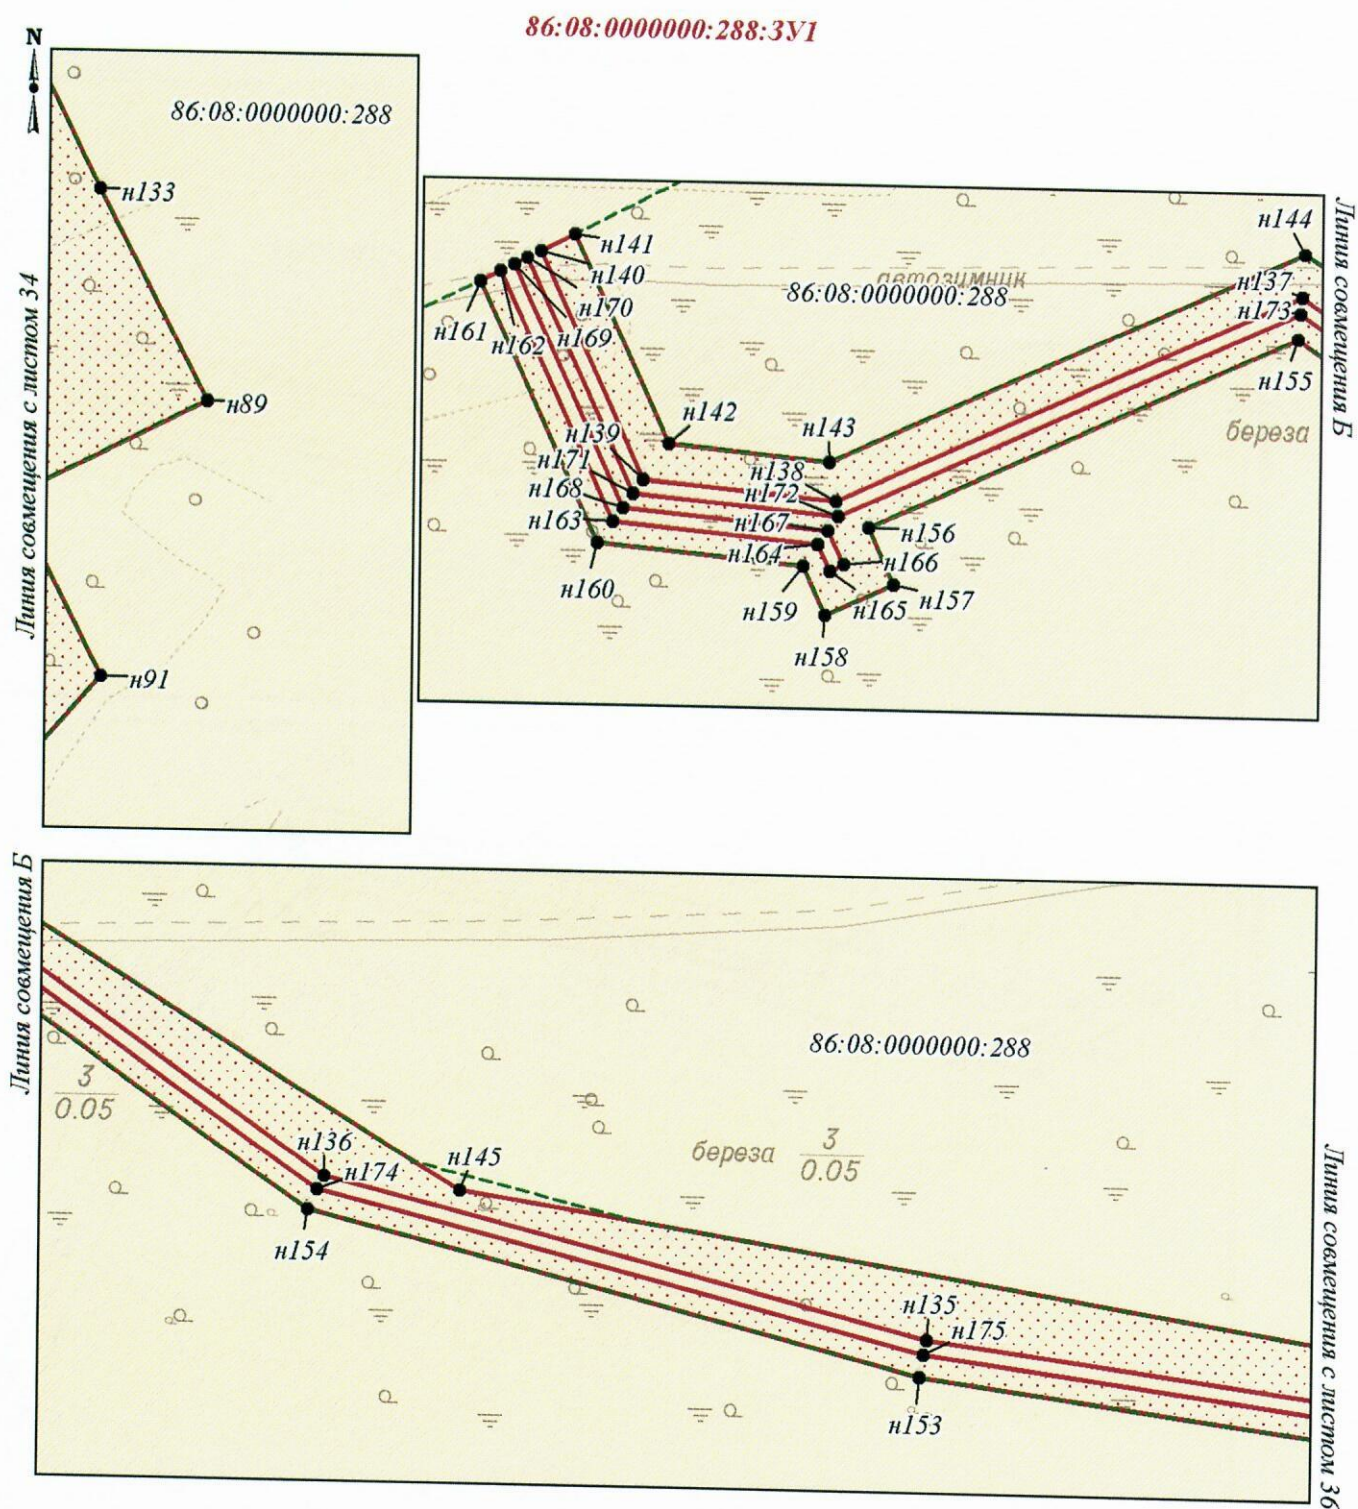 86:08:0000000:288:ЗУ1
N
86:08:0000000:288
н133
н89
н91
Линия совмещения с листом 34
н141
н140
н170
н169
н162
н161
автозимник
86:08:0000000:288
н144
н137
н173
н155
береза
н142
н143
н139
н171
н168
н163
н160
н138
н172
н167
н164
н156
н166
н157
н165
н159
н158
Линия совмещения Б
Линия совмещения Б
86:08:0000000:288
3
0.05
н136
н174
н145
н154
береза
3
0.05
н135
н175
н153
Линия совмещения с листом 36